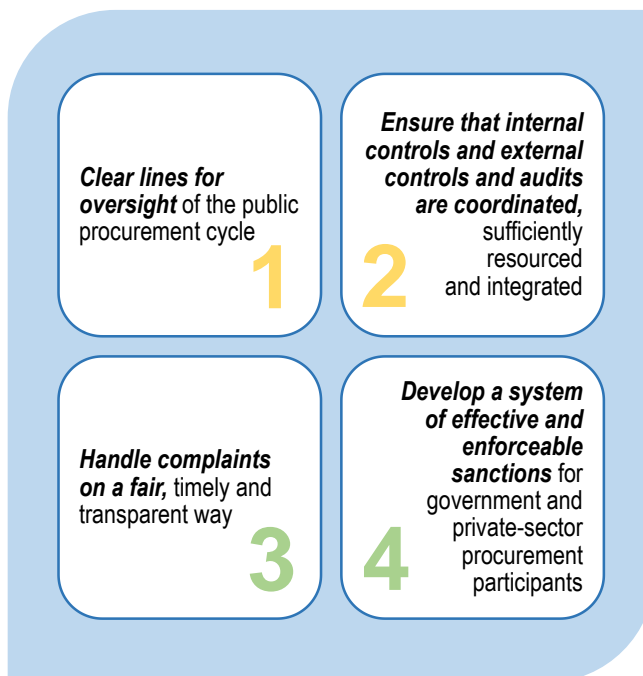 Clear lines for
oversight of the public
procurement cycle
1
Ensure that internal
controls and external
controls and audits
are coordinated,
sufficiently
resourced
and integrated
2
Handle complaints
on a fair, timely and
transparent way
3
Develop a system
of effective and
enforceable
sanctions for
government and
private-sector
procurement
participants
4